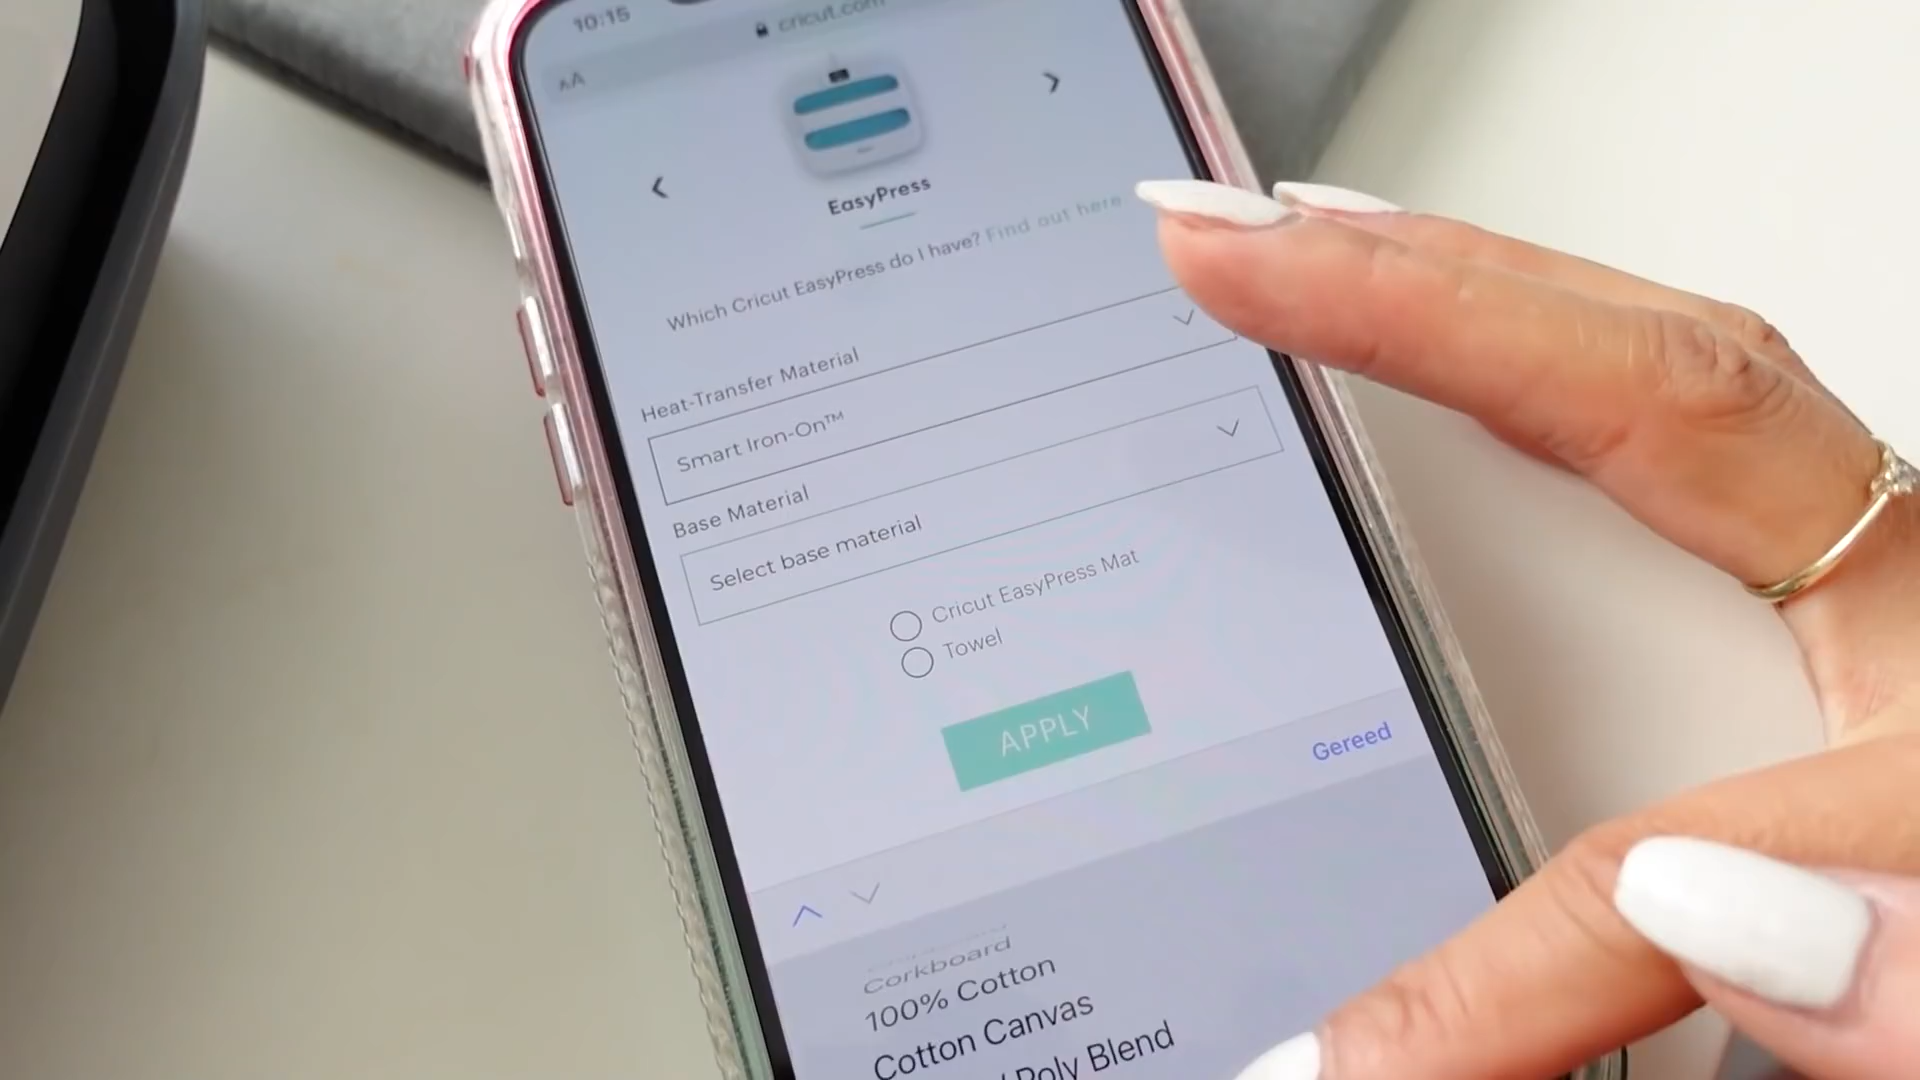 10:15
cricut.com
AA
EasyPress
Which Cricut EasyPress do I have? Find out here.
Heat-Transfer Material
Smart Iron-On™
Base Material
Select base material
Cricut EasyPress Mat
Towel
APPLY
Gereed
Corkboard
100% Cotton
Cotton Canvas
Poly Blend